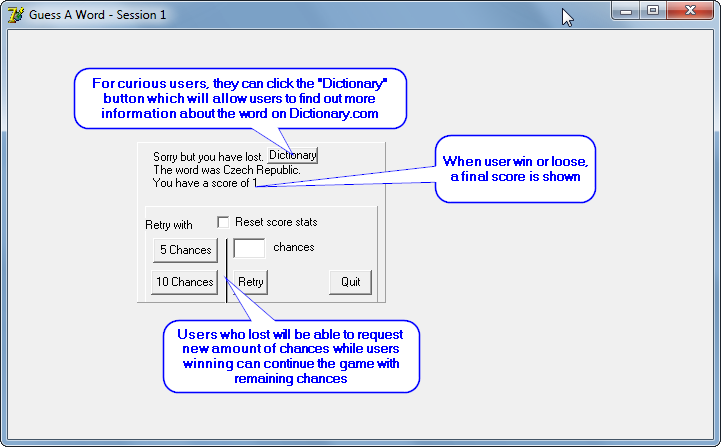 Guess A Word - Session 1
For curious users, they can click the "Dictionary"
button which will allow users to find out more
information about the word on Dictionary.com
Sorry but you have lost. Dictionary
The word was Czech Republic.
You have a score of 1
When user win or loose,
a final score is shown
Retry with
Reset score stats
5 Chances
chances
10 Chances
Retry
Quit
Users who lost will be able to request
new amount of chances while users
winning can continue the game with
remaining chances